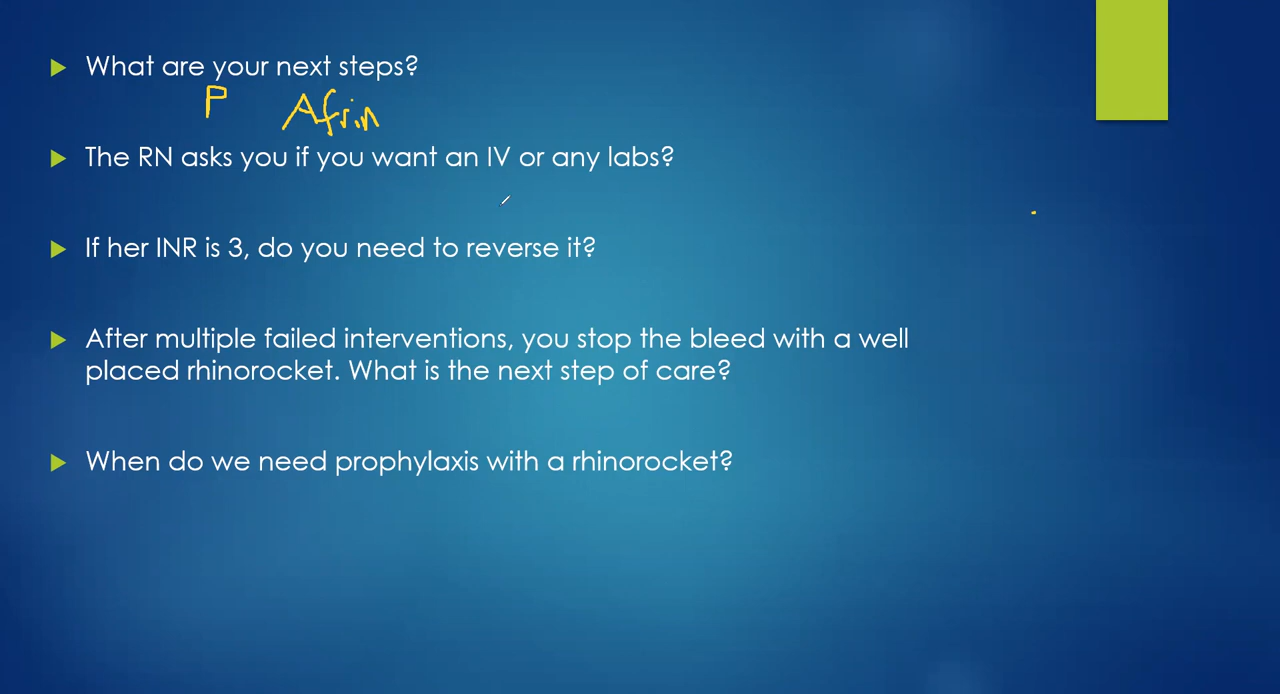 What are your next steps?
P Afrin
The RN asks you if you want an IV or any labs?
If her INR is 3, do you need to reverse it?
After multiple failed interventions, you stop the bleed with a well
placed rhinorocket. What is the next step of care?
When do we need prophylaxis with a rhinorocket?